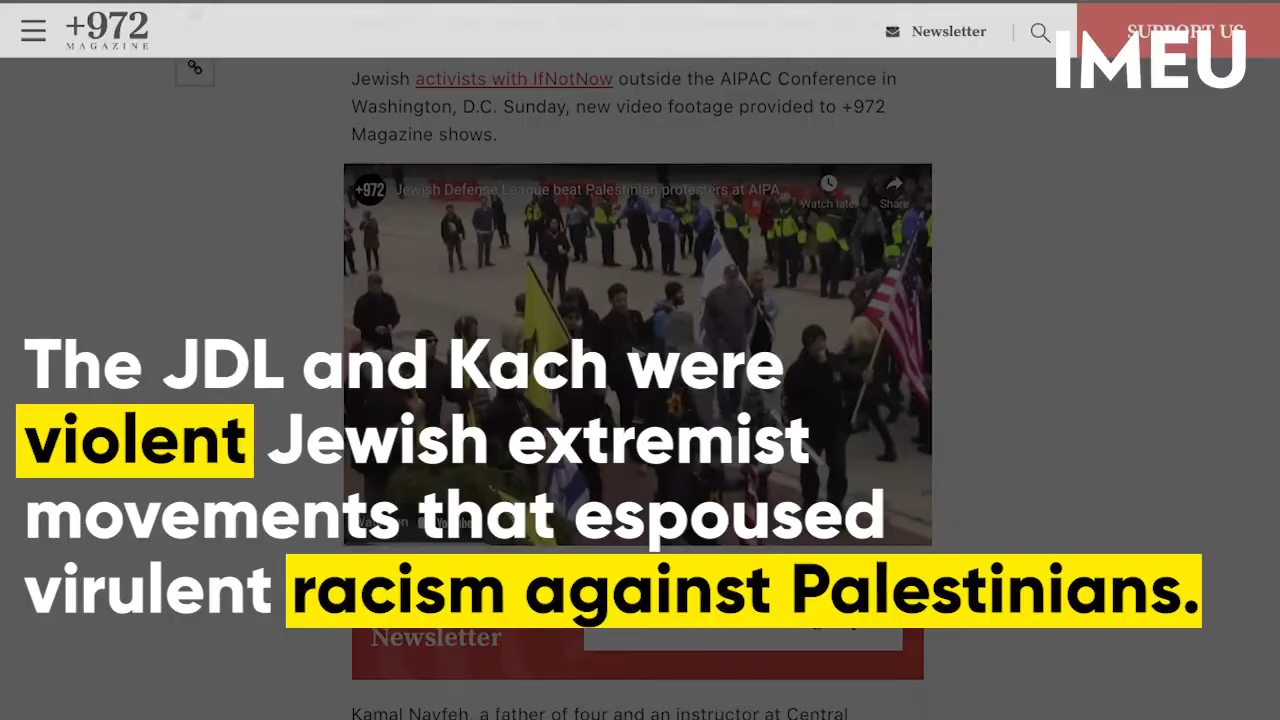 +972
MAGAZINE
Newsletter
SUPPORT US
IMEU
Jewish activists with IfNotNow outside the AIPAC Conference in
Washington, D.C. Sunday, new video footage provided to +972
Magazine shows.
+972
Jewish Defense League beat Palestinian protesters at AIPA...
Watch later
Share
The JDL and Kach were
violent Jewish extremist
movements that espoused
virulent racism against Palestinians.
YouTube
Newsletter
Kamal Nayfeh, a father of four and an instructor at Central